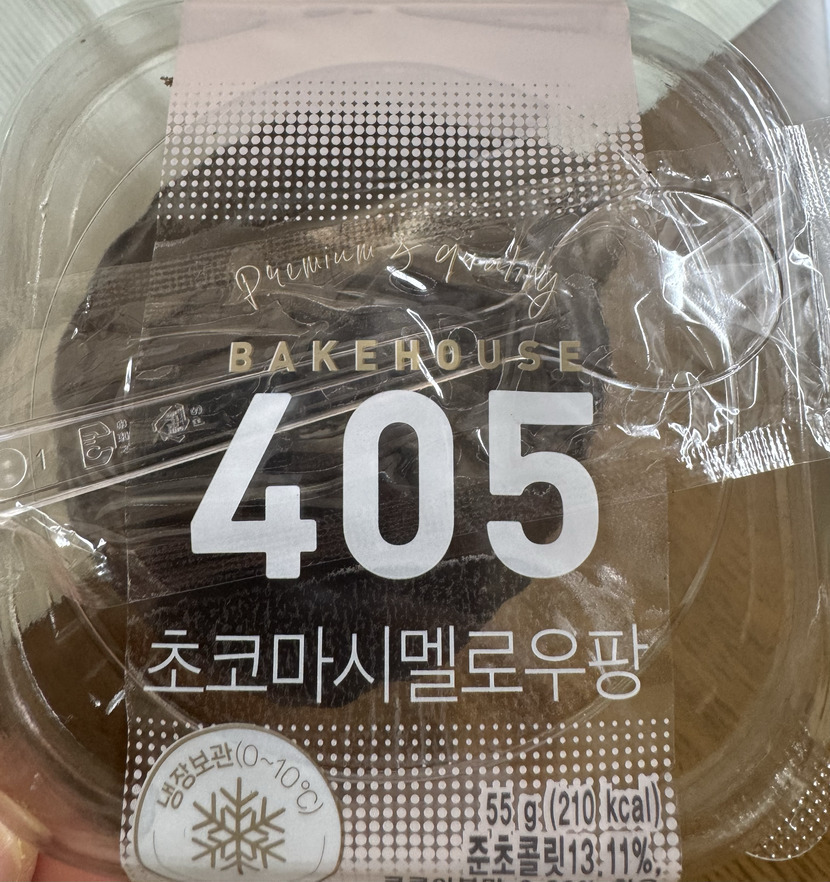 Premium & quality
BAKEHOUSE
405
초코마시멜로우팡
냉장보관(0~10℃)
55 g (210 kcal)
준초콜릿13.11%,